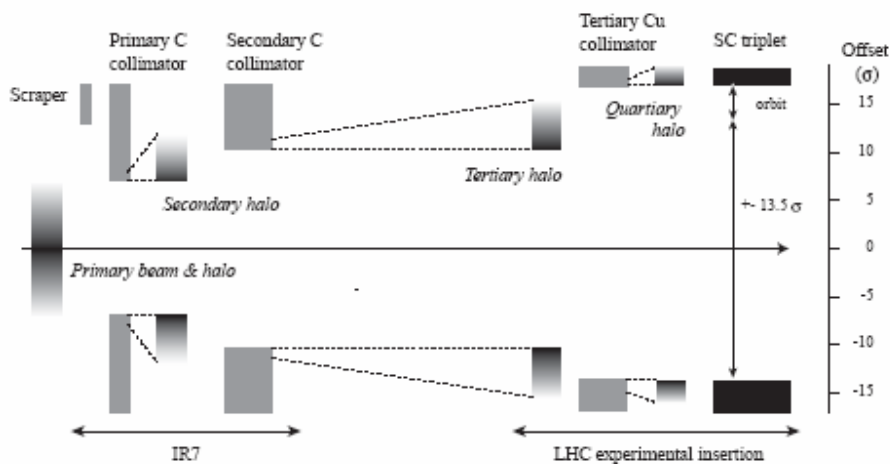 Primary C
collimator
Secondary C
collimator
Tertiary Cu
collimator
SC triplet
Offset
(σ)
Scraper
15
orbit
Quartiary
halo
10
Secondary halo
Tertiary halo
5
+- 13.5 σ
0
Primary beam & halo
-5
-10
-15
IR7
LHC experimental insertion